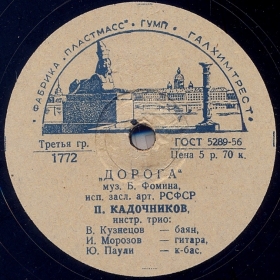 ФАБРИКА „ПЛАСТМАСС“ • ГУМП • ГАЛХИМТРЕСТ
Третья гр.
1772
ГОСТ 5289-56
Цена 5 р. 70 к.
„ДОРОГА“
муз. Б. Фомина,
исп. засл. арт. РСФСР
П. КАДОЧНИКОВ,
инстр. трио:
В. Кузнецов — баян,
И. Морозов — гитара,
Ю. Паули — к-бас.